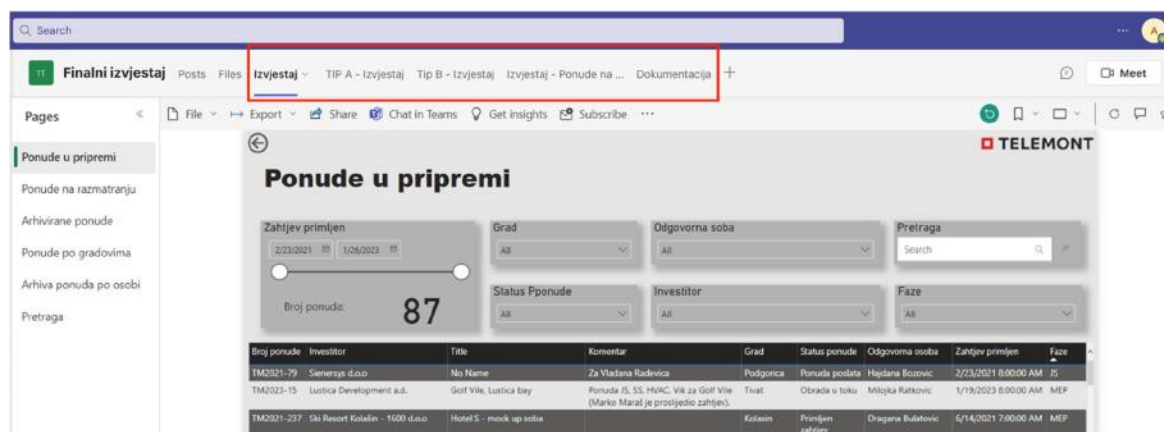 Search
A
TT Finalni izvjestaj Posts Files Izvjestaj TIP A - Izvjestaj Tip B - Izvjestaj Izvjestaj - Ponude na ... Dokumentacija Meet
Pages File Export Share Chat in Teams Get insights Subscribe
TELEMONT
Ponude u pripremi
Ponude na razmatranju
Arhivirane ponude
Ponude po gradovima
Arhiva ponuda po osobi
Pretraga
Ponude u pripremi
Zahtjev primljen Grad Odgovorna soba Pretraga
2/23/2021 1/26/2023 All All Search
Status Pponude Investitor Faze
Broj ponuda: 87 All All All
Broj ponude Investitor Title Komentar Grad Status ponude Odgovorna osoba Zahtjev primljen Faze
TM2021-79 Sienersys d.o.o No Name Za Vladana Radevica Podgorica Ponuda poslata Hajdana Bozovic 2/23/2021 8:00:00 AM JS
TM2023-15 Lustica Development a.d. Golf Vile, Lustica bay Ponuda JS, SS, HVAC, Vik za Golf Vile Tivat Obrada u toku Milojka Ratkovic 1/19/2023 8:00:00 AM MEP
(Marko Maraš je proslijedio zahtjev).
TM2021-237 Ski Resort Kolašin - 1600 d.o.o Hotel S - mock up soba Kolasin Primljen Dragana Bulatovic 6/14/2021 7:00:00 AM MEP
zahtjev